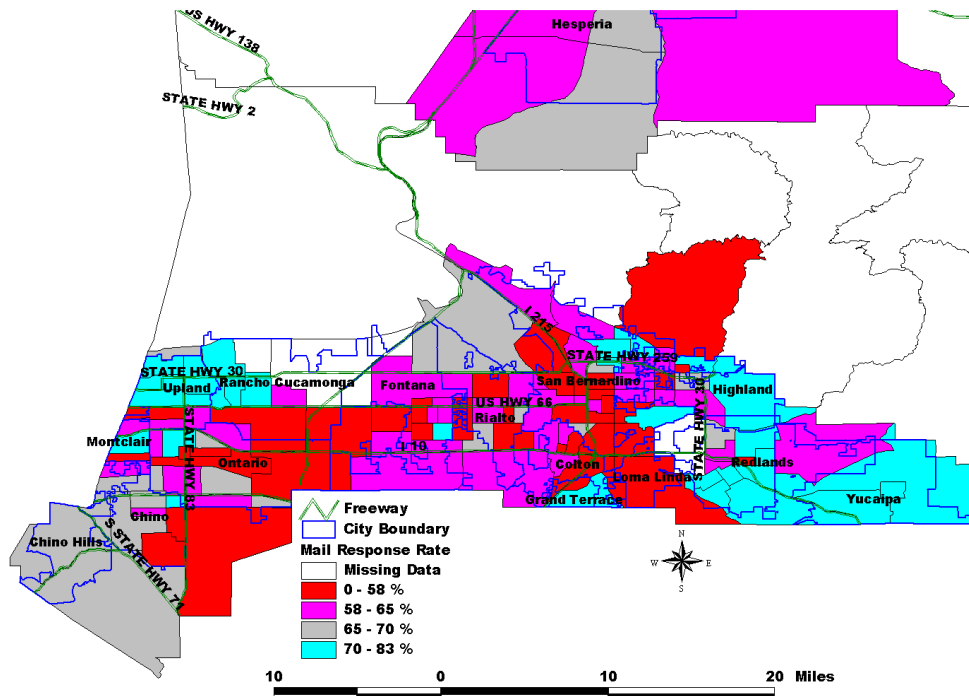 Hesperia
US HWY 138
STATE HWY 2
I 215
STATE HWY 259
STATE HWY 30
Upland
Rancho Cucamonga
Fontana
San Bernardino
STATE HWY 30
Highland
US HWY 66
Rialto
STATE HWY 83
Montclair
I 10
Ontario
Colton
Loma Linda
Redlands
Grand Terrace
Yucaipa
Chino
Chino Hills
S STATE HWY 71
Freeway
City Boundary
Mail Response Rate
Missing Data
0 - 58 %
58 - 65 %
65 - 70 %
70 - 83 %
N
W E
S
10 0 10 20 Miles